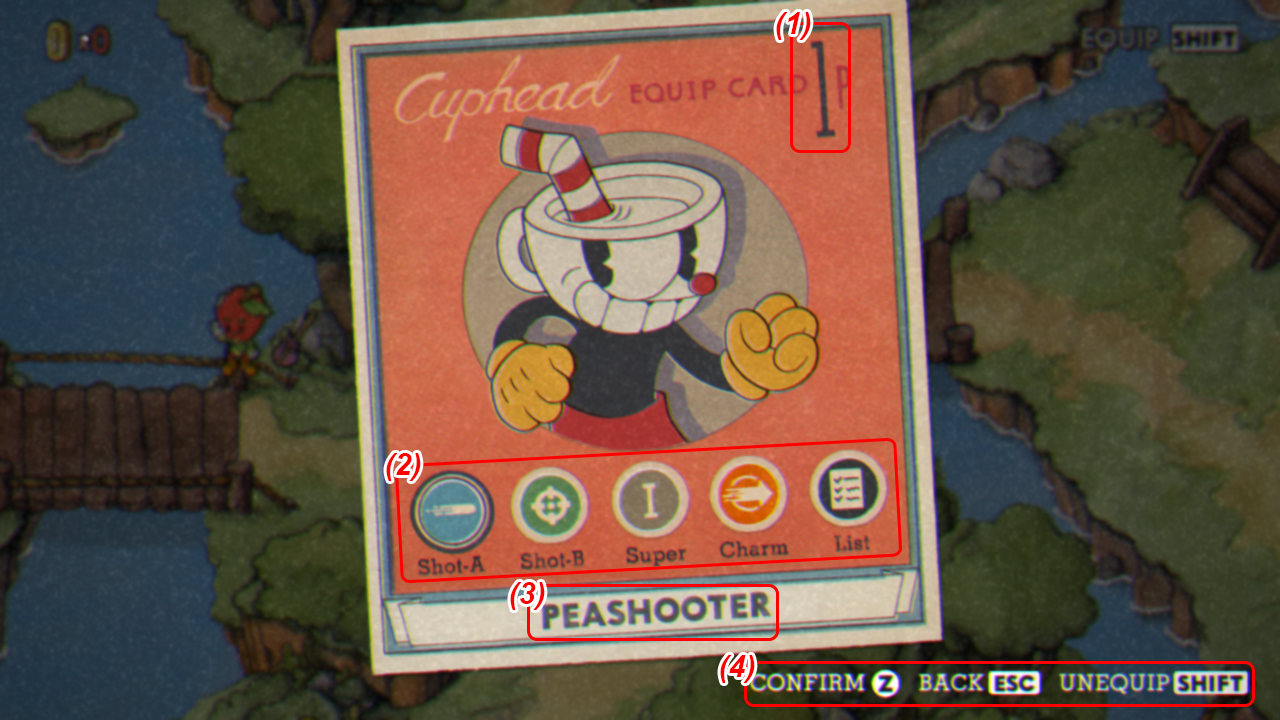 (1)
x0
EQUIP SHIFT
Cuphead EQUIP CARD 1P
(2)
Shot-A Shot-B Super Charm List
(3)
PEASHOOTER
(4)
CONFIRM Z BACK ESC UNEQUIP SHIFT